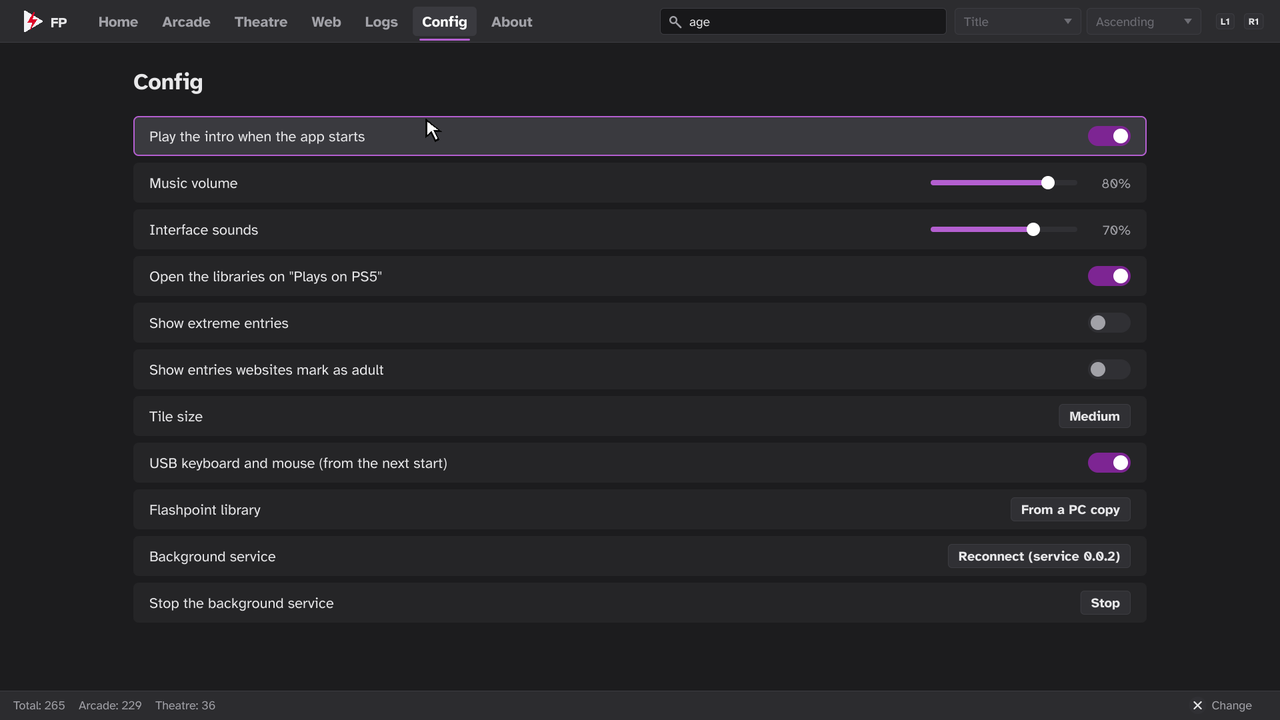 FP Home Arcade Theatre Web Logs Config About age Title Ascending L1 R1
Config
Play the intro when the app starts
Music volume 80%
Interface sounds 70%
Open the libraries on "Plays on PS5"
Show extreme entries
Show entries websites mark as adult
Tile size Medium
USB keyboard and mouse (from the next start)
Flashpoint library From a PC copy
Background service Reconnect (service 0.0.2)
Stop the background service Stop
Total: 265 Arcade: 229 Theatre: 36 Change